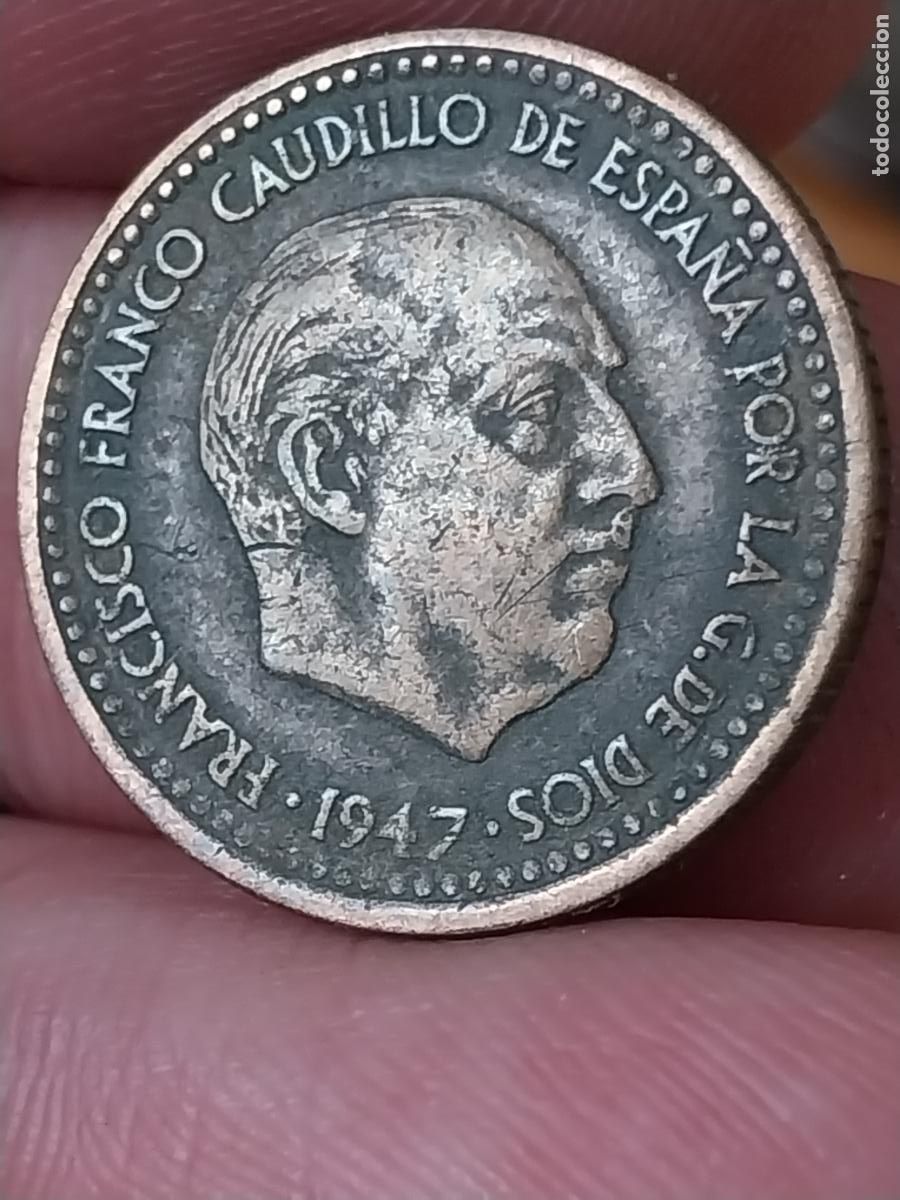 FRANCISCO FRANCO CAUDILLO DE ESPAÑA POR LA G. DE DIOS
· 1947 ·
todocoleccion